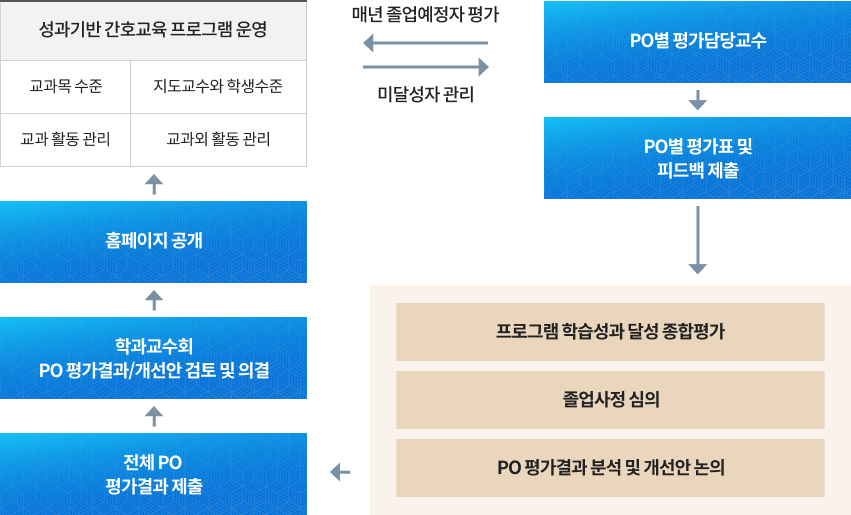 성과기반 간호교육 프로그램 운영
교과목 수준
지도교수와 학생수준
교과 활동 관리
교과외 활동 관리
매년 졸업예정자 평가
미달성자 관리
PO별 평가담당교수
PO별 평가표 및
피드백 제출
프로그램 학습성과 달성 종합평가
졸업사정 심의
PO 평가결과 분석 및 개선안 논의
전체 PO
평가결과 제출
학과교수회
PO 평가결과/개선안 검토 및 의결
홈페이지 공개